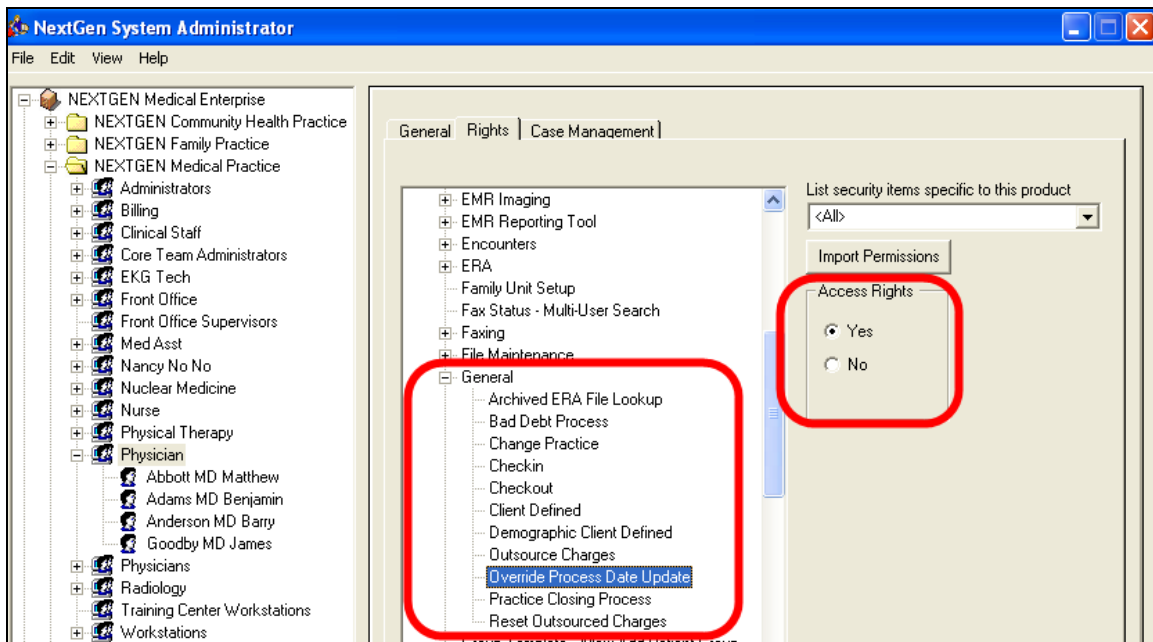 NextGen System Administrator
File Edit View Help
NEXTGEN Medical Enterprise
NEXTGEN Community Health Practice
NEXTGEN Family Practice
NEXTGEN Medical Practice
Administrators
Billing
Clinical Staff
Core Team Administrators
EKG Tech
Front Office
Front Office Supervisors
Med Asst
Nancy No No
Nuclear Medicine
Nurse
Physical Therapy
Physician
Abbott MD Matthew
Adams MD Benjamin
Anderson MD Barry
Goodby MD James
Physicians
Radiology
Training Center Workstations
Workstations
General Rights Case Management
EMR Imaging
EMR Reporting Tool
Encounters
ERA
Family Unit Setup
Fax Status - Multi-User Search
Faxing
File Maintenance
General
Archived ERA File Lookup
Bad Debt Process
Change Practice
Checkin
Checkout
Client Defined
Demographic Client Defined
Outsource Charges
Override Process Date Update
Practice Closing Process
Reset Outsourced Charges
List security items specific to this product
<All>
Import Permissions
Access Rights
Yes
No